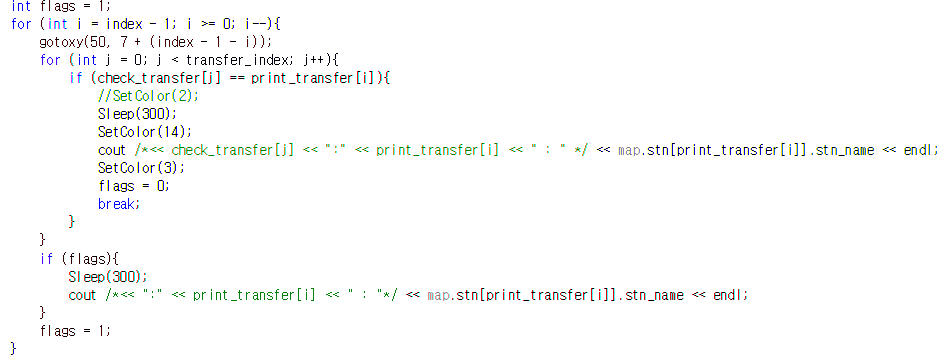 int flags = 1;
for (int i = index - 1; i >= 0; i--){
    gotoxy(50, 7 + (index - 1 - i));
    for (int j = 0; j < transfer_index; j++){
        if (check_transfer[j] == print_transfer[i]){
            //SetColor(2);
            Sleep(300);
            SetColor(14);
            cout /*<< check_transfer[j] << ":" << print_transfer[i] << " : " */ << map.stn[print_transfer[i]].stn_name << endl;
            SetColor(3);
            flags = 0;
            break;
        }
    }
    if (flags){
        Sleep(300);
        cout /*<< ":" << print_transfer[i] << " : "*/ << map.stn[print_transfer[i]].stn_name << endl;
    }
    flags = 1;
}